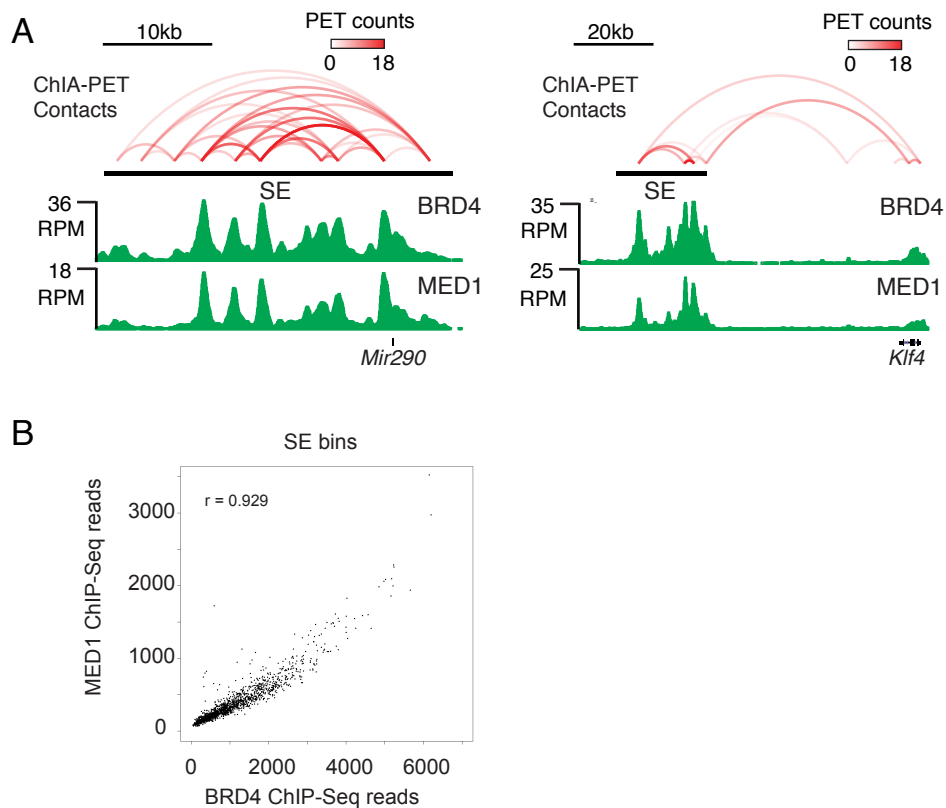 A
10kb
PET counts
0 18
ChIA-PET
Contacts
SE
36
RPM
BRD4
18
RPM
MED1
Mir290
20kb
PET counts
0 18
ChIA-PET
Contacts
SE
35
RPM
BRD4
25
RPM
MED1
Klf4
B
SE bins
r = 0.929
MED1 ChIP-Seq reads
3000
2000
1000
0
0 2000 4000 6000
BRD4 ChIP-Seq reads